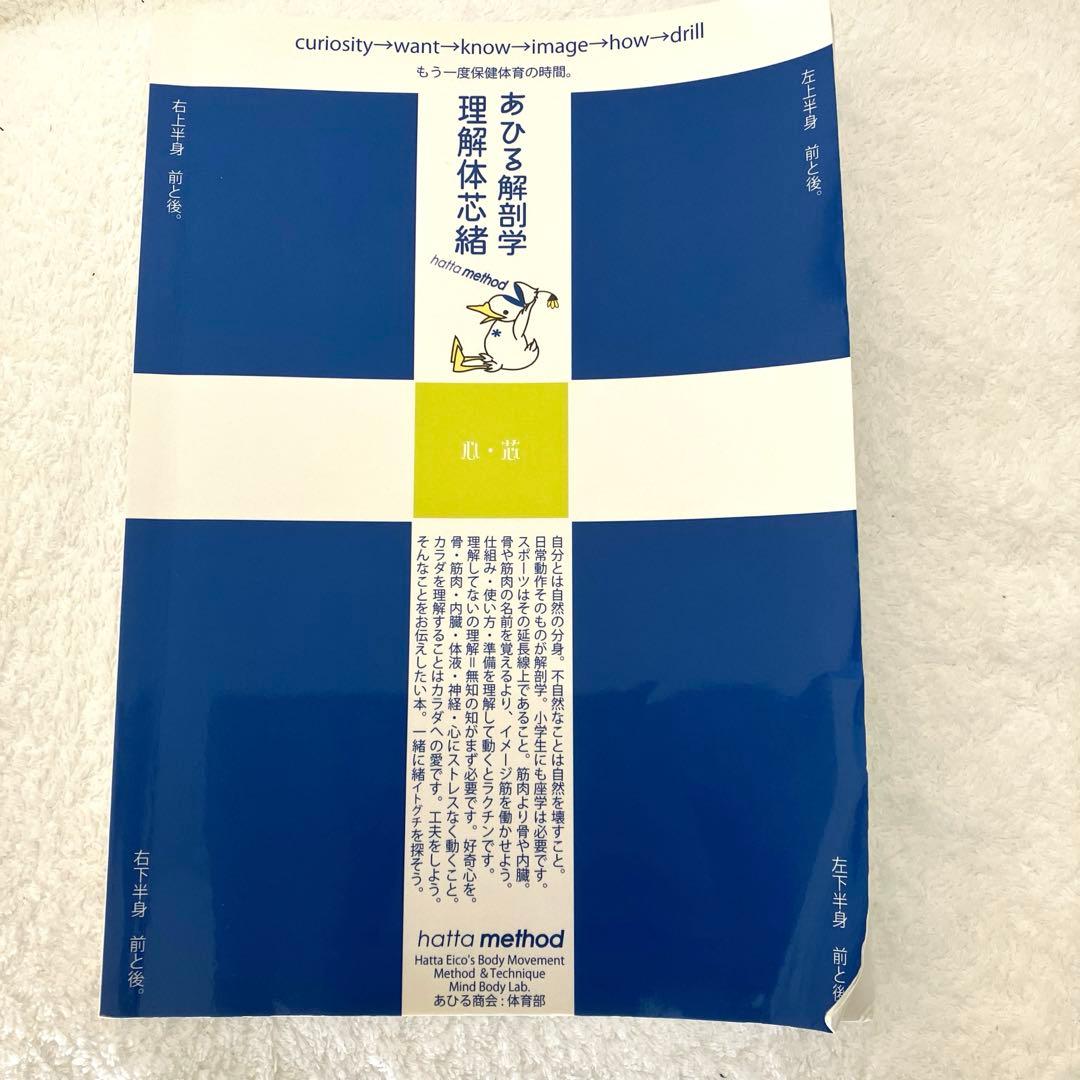 curiosity→want→know→image→how→drill
もう一度保健体育の時間。
右上半身 前と後。
左上半身 前と後。
あひる解剖学
理解体芯緒
hatta method
心・芯
自分とは自然の分身。不自然なことは自然を壊すこと。
日常動作そのものが解剖学。小学生にも座学は必要です。
スポーツはその延長線上であること。筋肉より骨や内臓。
骨や筋肉の名前を覚えるより、イメージ筋を働かせよう。
仕組み・使い方・準備を理解して動くとラクチンです。
理解してないの理解＝無知の知がまず必要です。好奇心を。
骨・筋肉・内臓・体液・神経・心にストレスなく動くこと。
カラダを理解することはカラダへの愛です。工夫をしよう。
そんなことをお伝えしたい本。一緒に緒イトグチを探そう。
右下半身 前と後。
左下半身 前と後
hatta method
Hatta Eico's Body Movement
Method & Technique
Mind Body Lab.
あひる商会:体育部